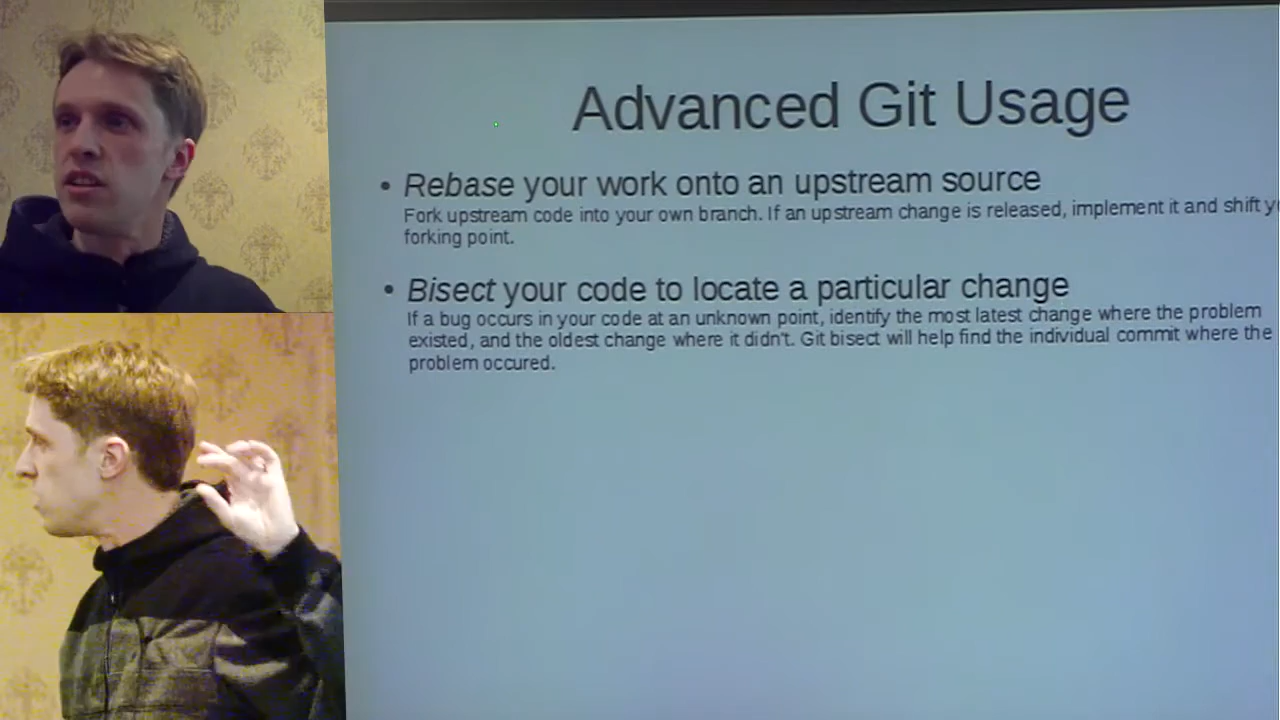 Advanced Git Usage
• Rebase your work onto an upstream source
Fork upstream code into your own branch. If an upstream change is released, implement it and shift
forking point.
• Bisect your code to locate a particular change
If a bug occurs in your code at an unknown point, identify the most latest change where the problem
existed, and the oldest change where it didn't. Git bisect will help find the individual commit where the
problem occured.